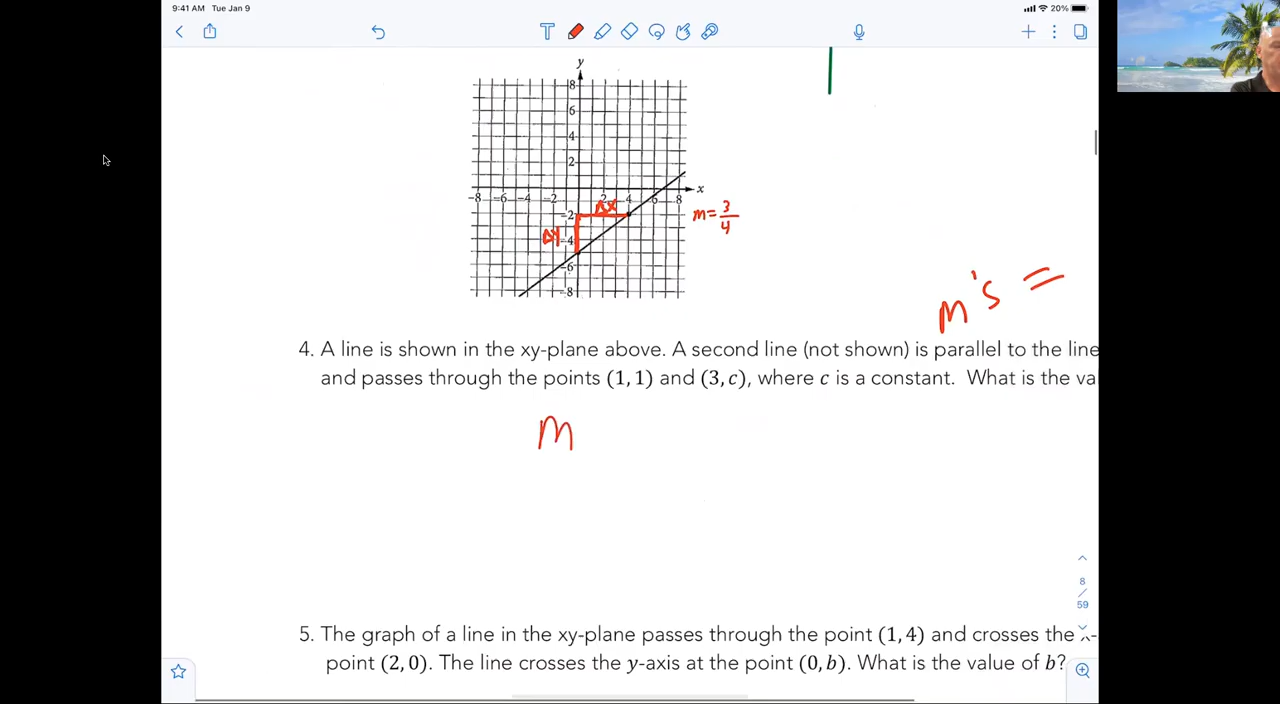 9:41 AM Tue Jan 9
20%
T
y
8
6
4
2
x
-8 -6 -4 -2 2 4 6 8
Δx
-2
m = 3/4
Δy
-4
-6
-8
m's =
4. A line is shown in the xy-plane above. A second line (not shown) is parallel to the line
and passes through the points (1, 1) and (3, c), where c is a constant. What is the va
m
8
/
59
5. The graph of a line in the xy-plane passes through the point (1, 4) and crosses the
point (2, 0). The line crosses the y-axis at the point (0, b). What is the value of b?